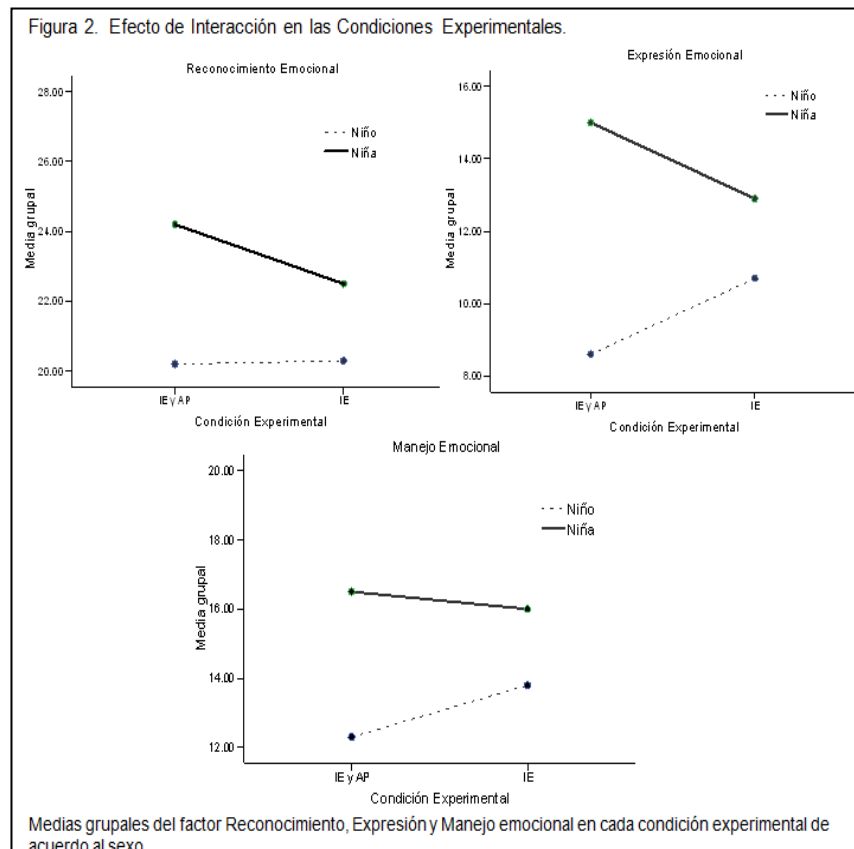 Figura 2. Efecto de Interacción en las Condiciones Experimentales.
Reconocimiento Emocional
28.00
26.00
24.00
22.00
20.00
Media grupal
Niño
Niña
IE y AP
IE
Condición Experimental
Expresión Emocional
16.00
14.00
12.00
10.00
8.00
Media grupal
Niño
Niña
IE y AP
IE
Condición Experimental
Manejo Emocional
20.00
18.00
16.00
14.00
12.00
Media grupal
Niño
Niña
IE y AP
IE
Condición Experimental
Medias grupales del factor Reconocimiento, Expresión y Manejo emocional en cada condición experimental de
acuerdo al sexo